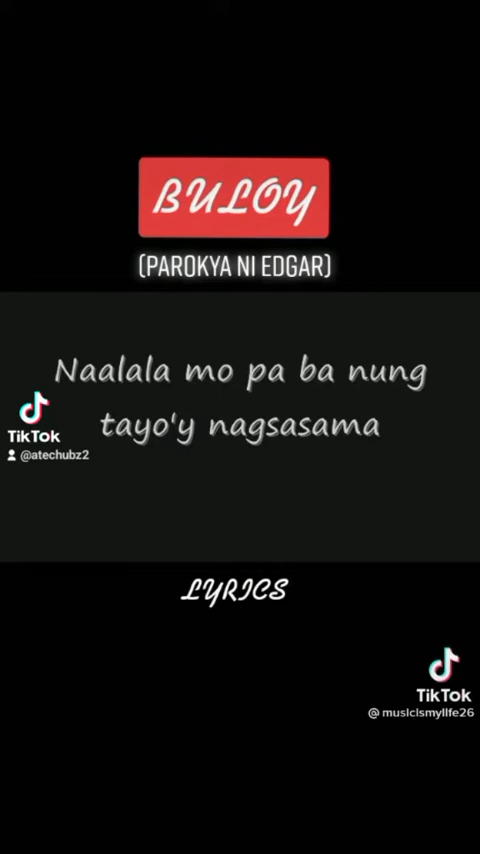 BULOY
(PAROKYA NI EDGAR)
Naalala mo pa ba nung
tayo'y nagsasama
TikTok
@atechubz2
LYRICS
TikTok
@musicismylife26